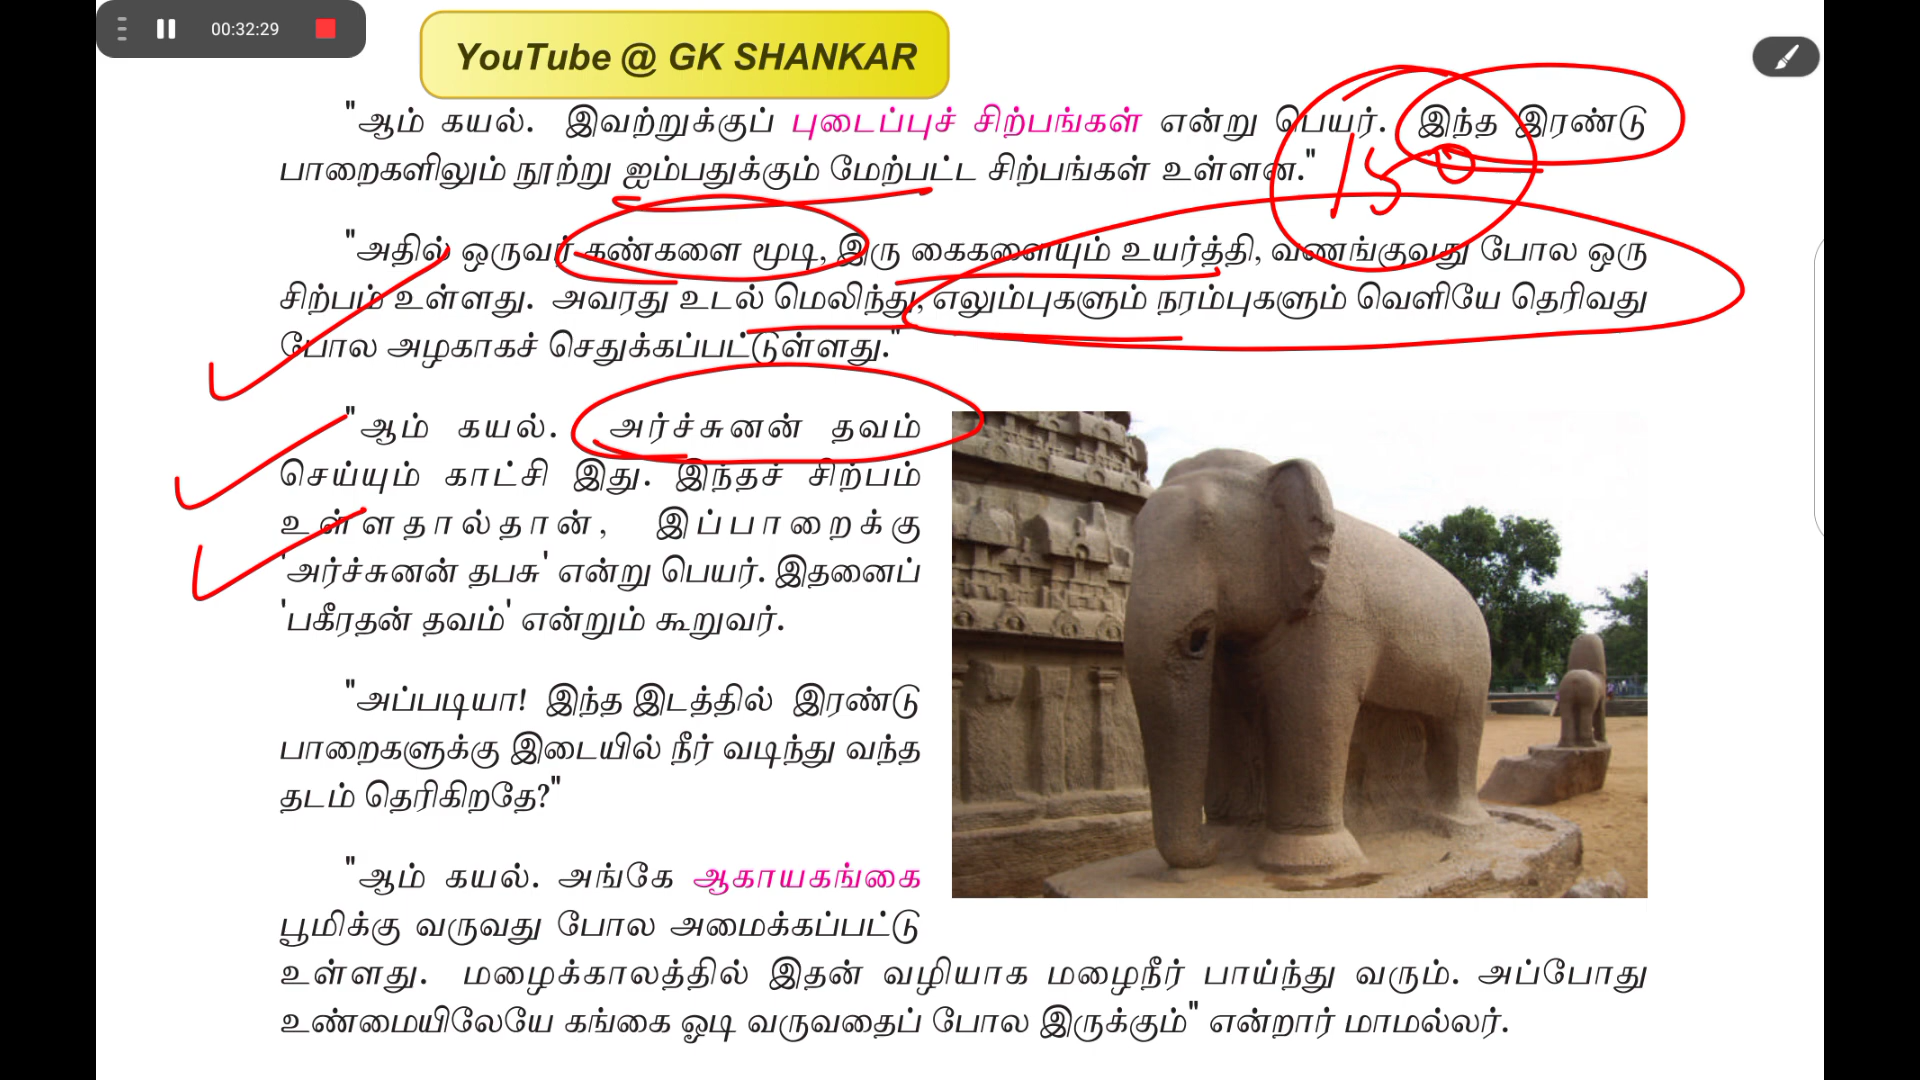 00:32:29
YouTube @ GK SHANKAR
"ஆம் கயல். இவற்றுக்குப் புடைப்புச் சிற்பங்கள் என்று பெயர். இந்த இரண்டு
பாறைகளிலும் நூற்று ஐம்பதுக்கும் மேற்பட்ட சிற்பங்கள் உள்ளன."
150
"அதில் ஒருவர் கண்களை மூடி, இரு கைகளையும் உயர்த்தி, வணங்குவது போல ஒரு
சிற்பம் உள்ளது. அவரது உடல் மெலிந்து, எலும்புகளும் நரம்புகளும் வெளியே தெரிவது
போல அழகாகச் செதுக்கப்பட்டுள்ளது."
"ஆம் கயல். அர்ச்சுனன் தவம்
செய்யும் காட்சி இது. இந்தச் சிற்பம்
உள்ளதால்தான், இப்பாறைக்கு
'அர்ச்சுனன் தபசு' என்று பெயர். இதனைப்
'பகீரதன் தவம்' என்றும் கூறுவர்.
"அப்படியா! இந்த இடத்தில் இரண்டு
பாறைகளுக்கு இடையில் நீர் வடிந்து வந்த
தடம் தெரிகிறதே?"
"ஆம் கயல். அங்கே ஆகாயகங்கை
பூமிக்கு வருவது போல அமைக்கப்பட்டு
உள்ளது. மழைக்காலத்தில் இதன் வழியாக மழைநீர் பாய்ந்து வரும். அப்போது
உண்மையிலேயே கங்கை ஓடி வருவதைப் போல இருக்கும்" என்றார் மாமல்லர்.